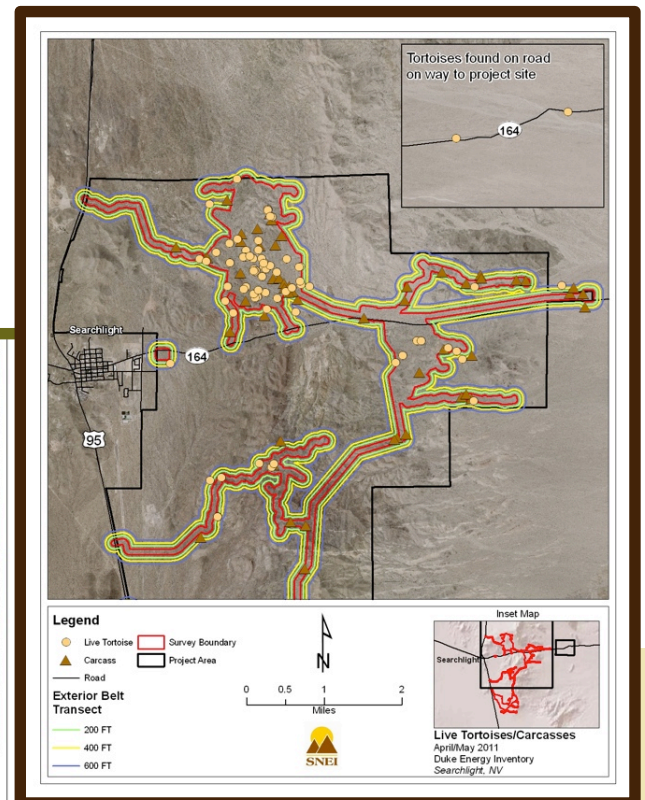 Tortoises found on road
on way to project site
164
Searchlight
164
95
Legend
Live Tortoise
Survey Boundary
Carcass
Project Area
Road
Exterior Belt
Transect
200 FT
400 FT
600 FT
N
0 0.5 1 2
Miles
SNEI
Inset Map
Searchlight
Live Tortoises/Carcasses
April/May 2011
Duke Energy Inventory
Searchlight, NV